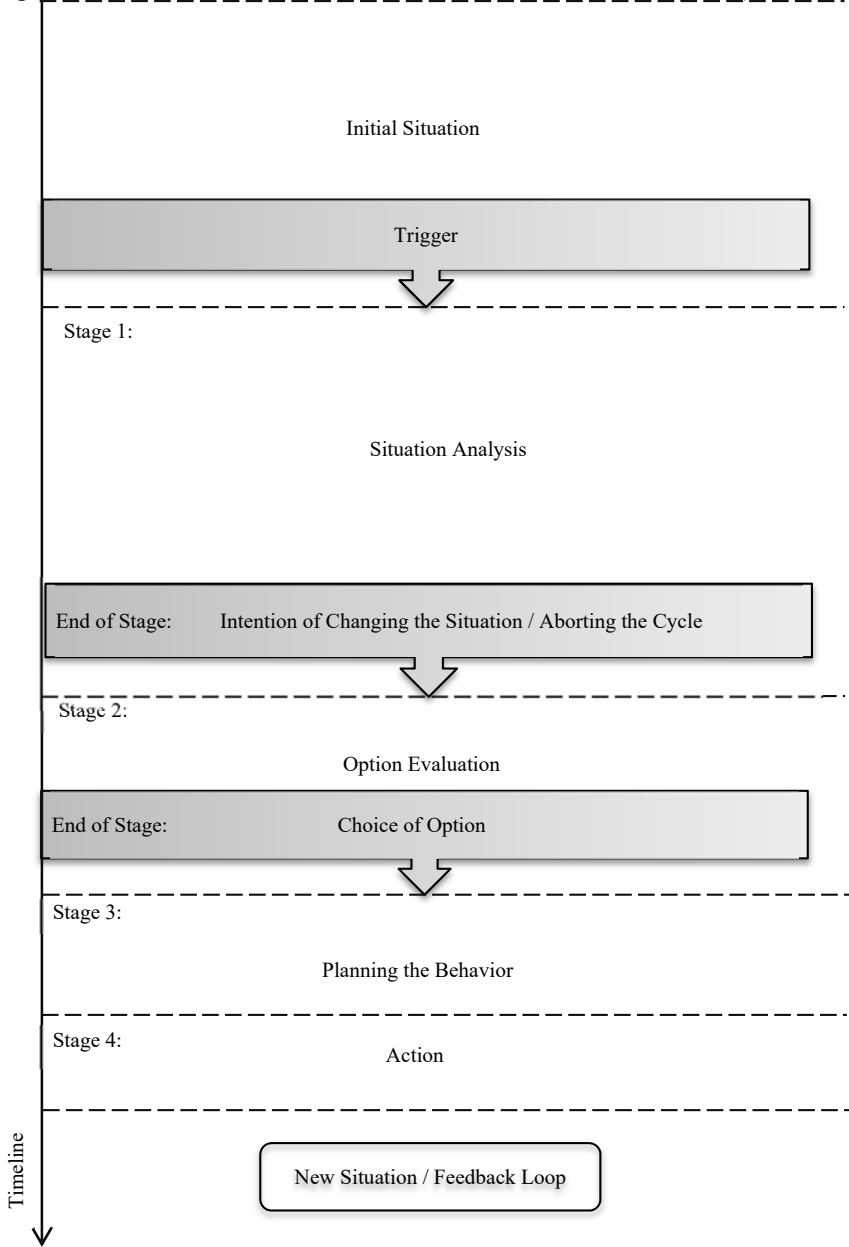 Initial Situation
Trigger
Stage 1:
Situation Analysis
End of Stage: Intention of Changing the Situation / Aborting the Cycle
Stage 2:
Option Evaluation
End of Stage: Choice of Option
Stage 3:
Planning the Behavior
Stage 4:
Action
New Situation / Feedback Loop
Timeline